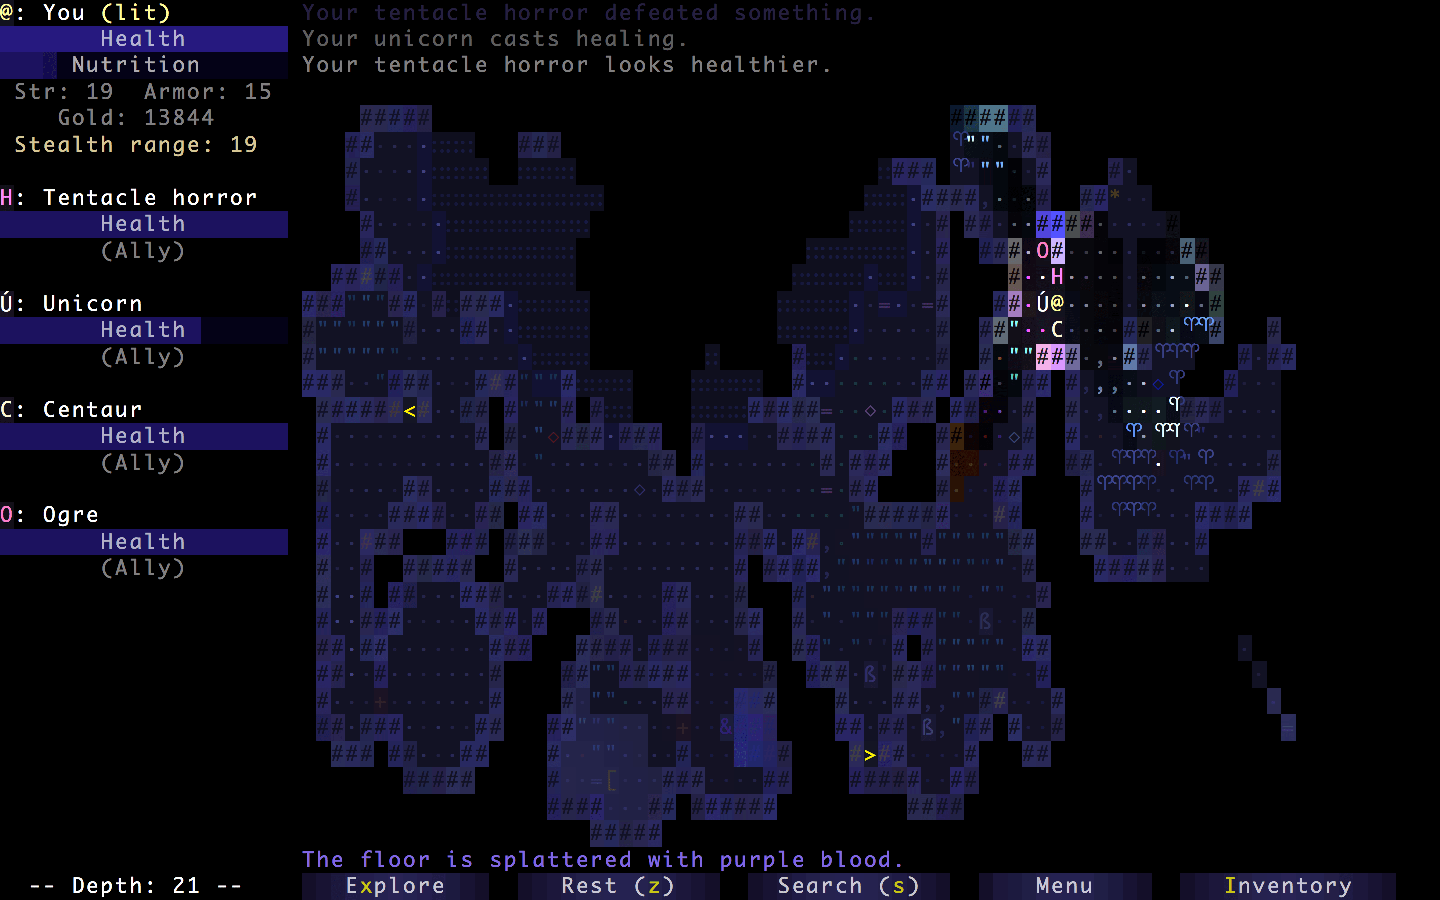 @: You (lit)
Health
Nutrition
Str: 19 Armor: 15
Gold: 13844
Stealth range: 19
H: Tentacle horror
Health
(Ally)
Ú: Unicorn
Health
(Ally)
C: Centaur
Health
(Ally)
O: Ogre
Health
(Ally)
-- Depth: 21 --
Your tentacle horror defeated something.
Your unicorn casts healing.
Your tentacle horror looks healthier.
The floor is splattered with purple blood.
Explore Rest (z) Search (s) Menu Inventory